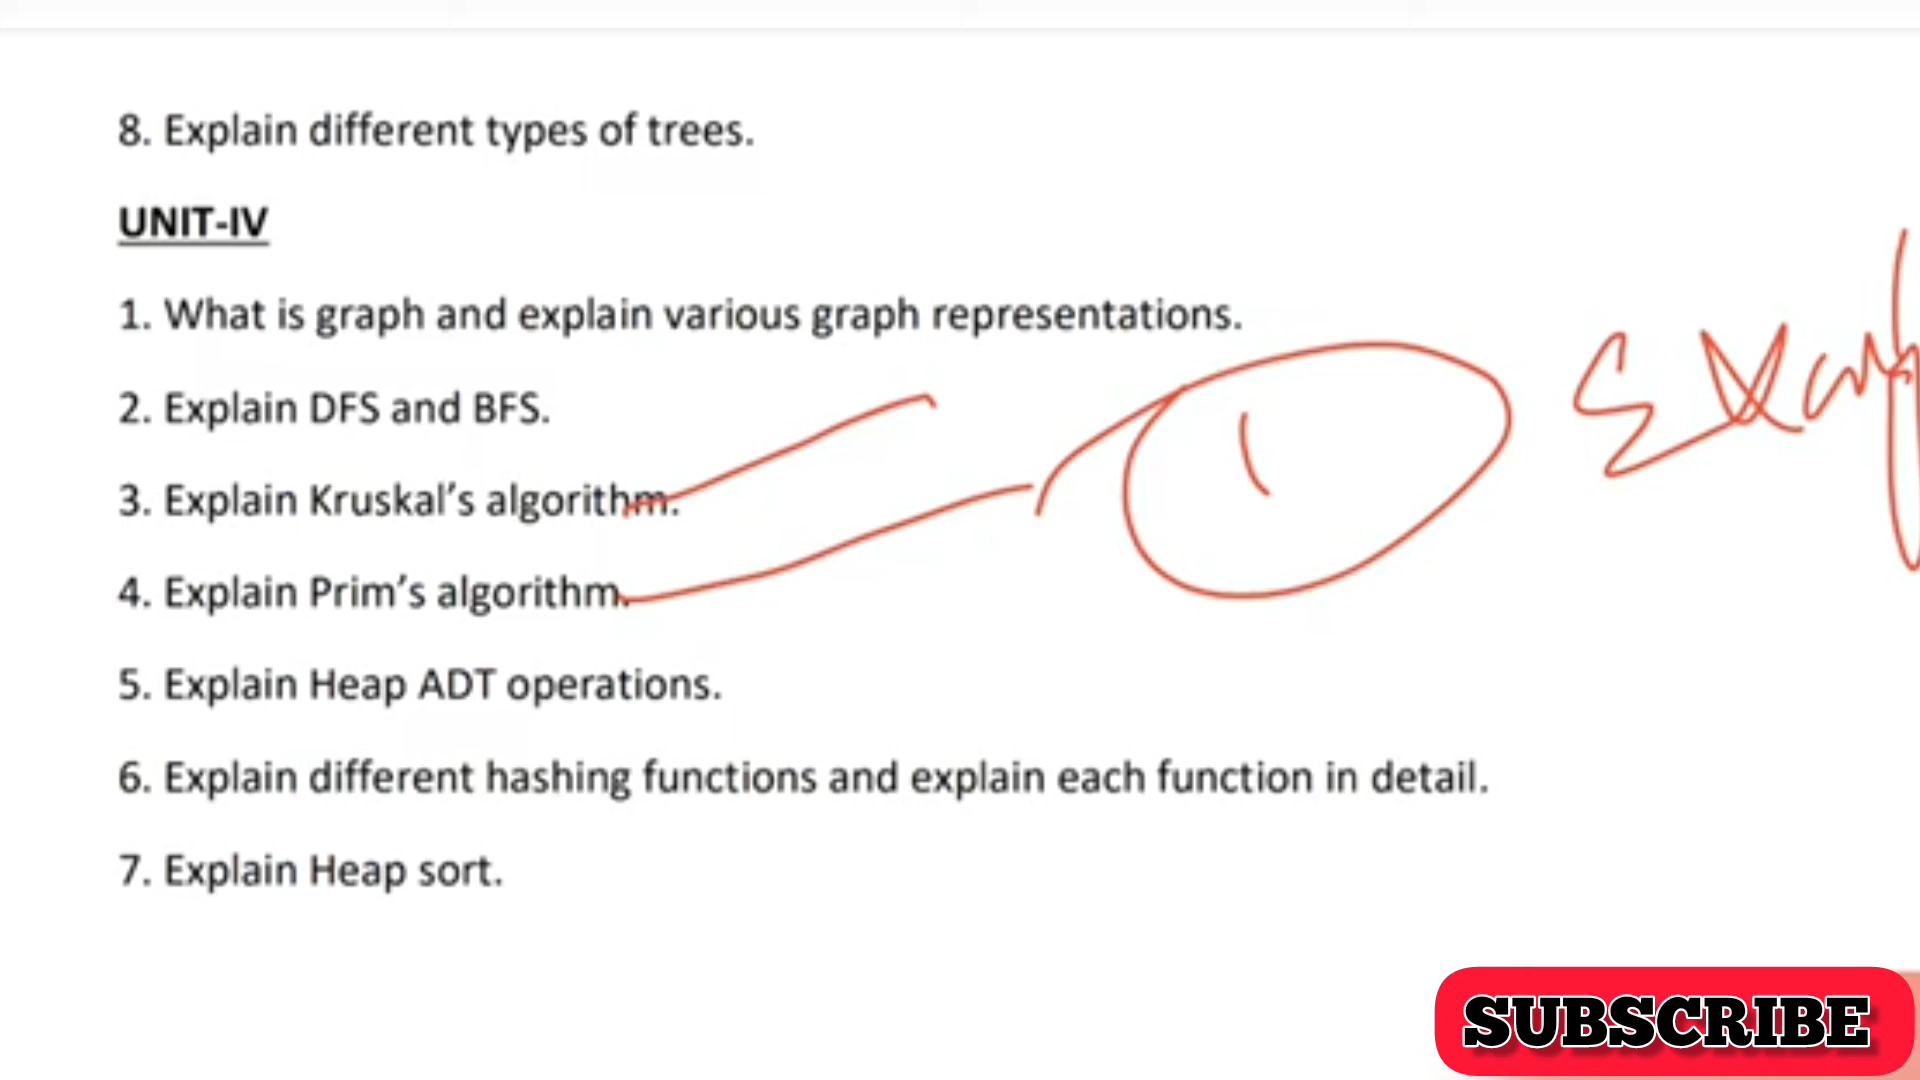 8. Explain different types of trees.
UNIT-IV
1. What is graph and explain various graph representations.
2. Explain DFS and BFS.
3. Explain Kruskal’s algorithm.
4. Explain Prim’s algorithm.
5. Explain Heap ADT operations.
6. Explain different hashing functions and explain each function in detail.
7. Explain Heap sort.
SUBSCRIBE